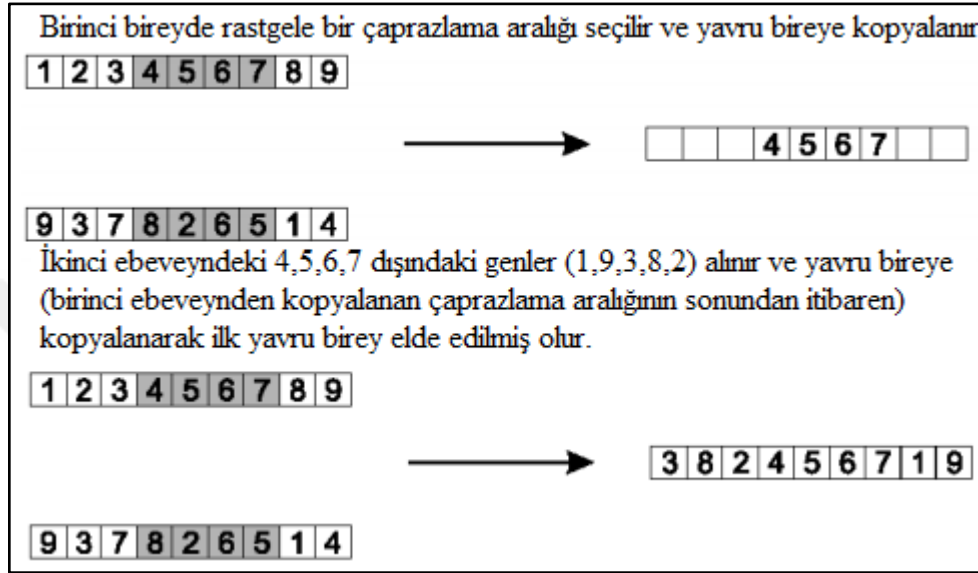 Birinci bireyde rastgele bir çaprazlama aralığı seçilir ve yavru bireye kopyalanır
1 2 3 4 5 6 7 8 9
4 5 6 7
9 3 7 8 2 6 5 1 4
İkinci ebeveyndeki 4,5,6,7 dışındaki genler (1,9,3,8,2) alınır ve yavru bireye
(birinci ebeveynden kopyalanan çaprazlama aralığının sonundan itibaren)
kopyalanarak ilk yavru birey elde edilmiş olur.
1 2 3 4 5 6 7 8 9
3 8 2 4 5 6 7 1 9
9 3 7 8 2 6 5 1 4